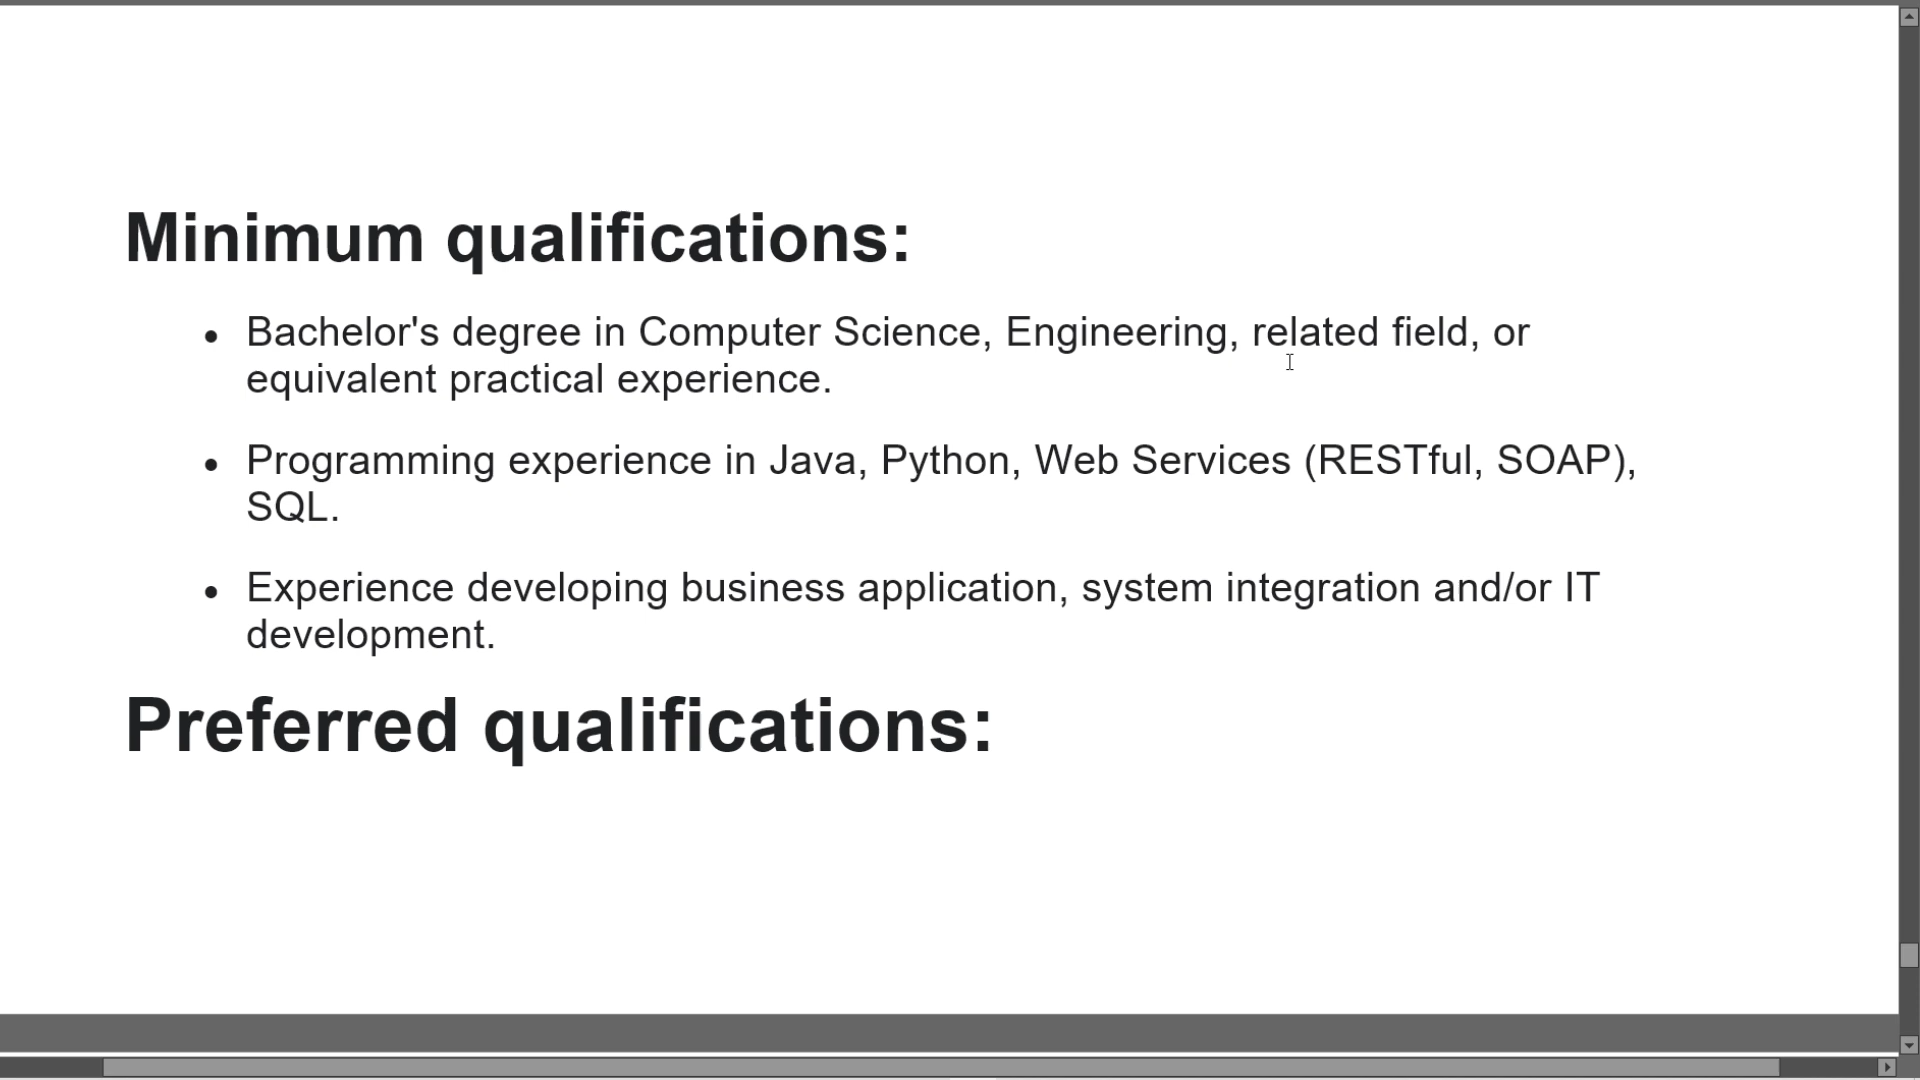 Minimum qualifications:
• Bachelor's degree in Computer Science, Engineering, related field, or
equivalent practical experience.
• Programming experience in Java, Python, Web Services (RESTful, SOAP),
SQL.
• Experience developing business application, system integration and/or IT
development.
Preferred qualifications: